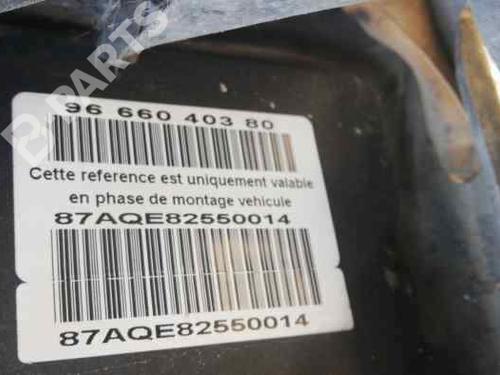 B PARTS
96 660 403 80
Cette reference est uniquement valable
en phase de montage vehicule
87AQE82550014
87AQE82550014